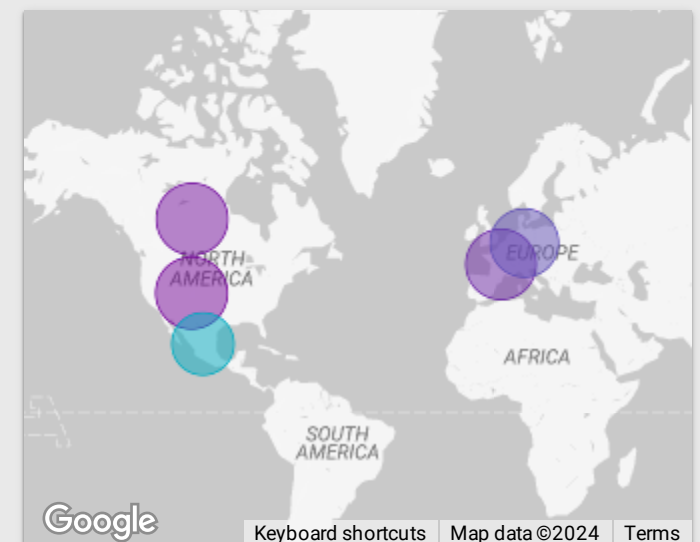 NORTH
AMERICA
EUROPE
AFRICA
SOUTH
AMERICA
Google
Keyboard shortcuts
Map data ©2024
Terms